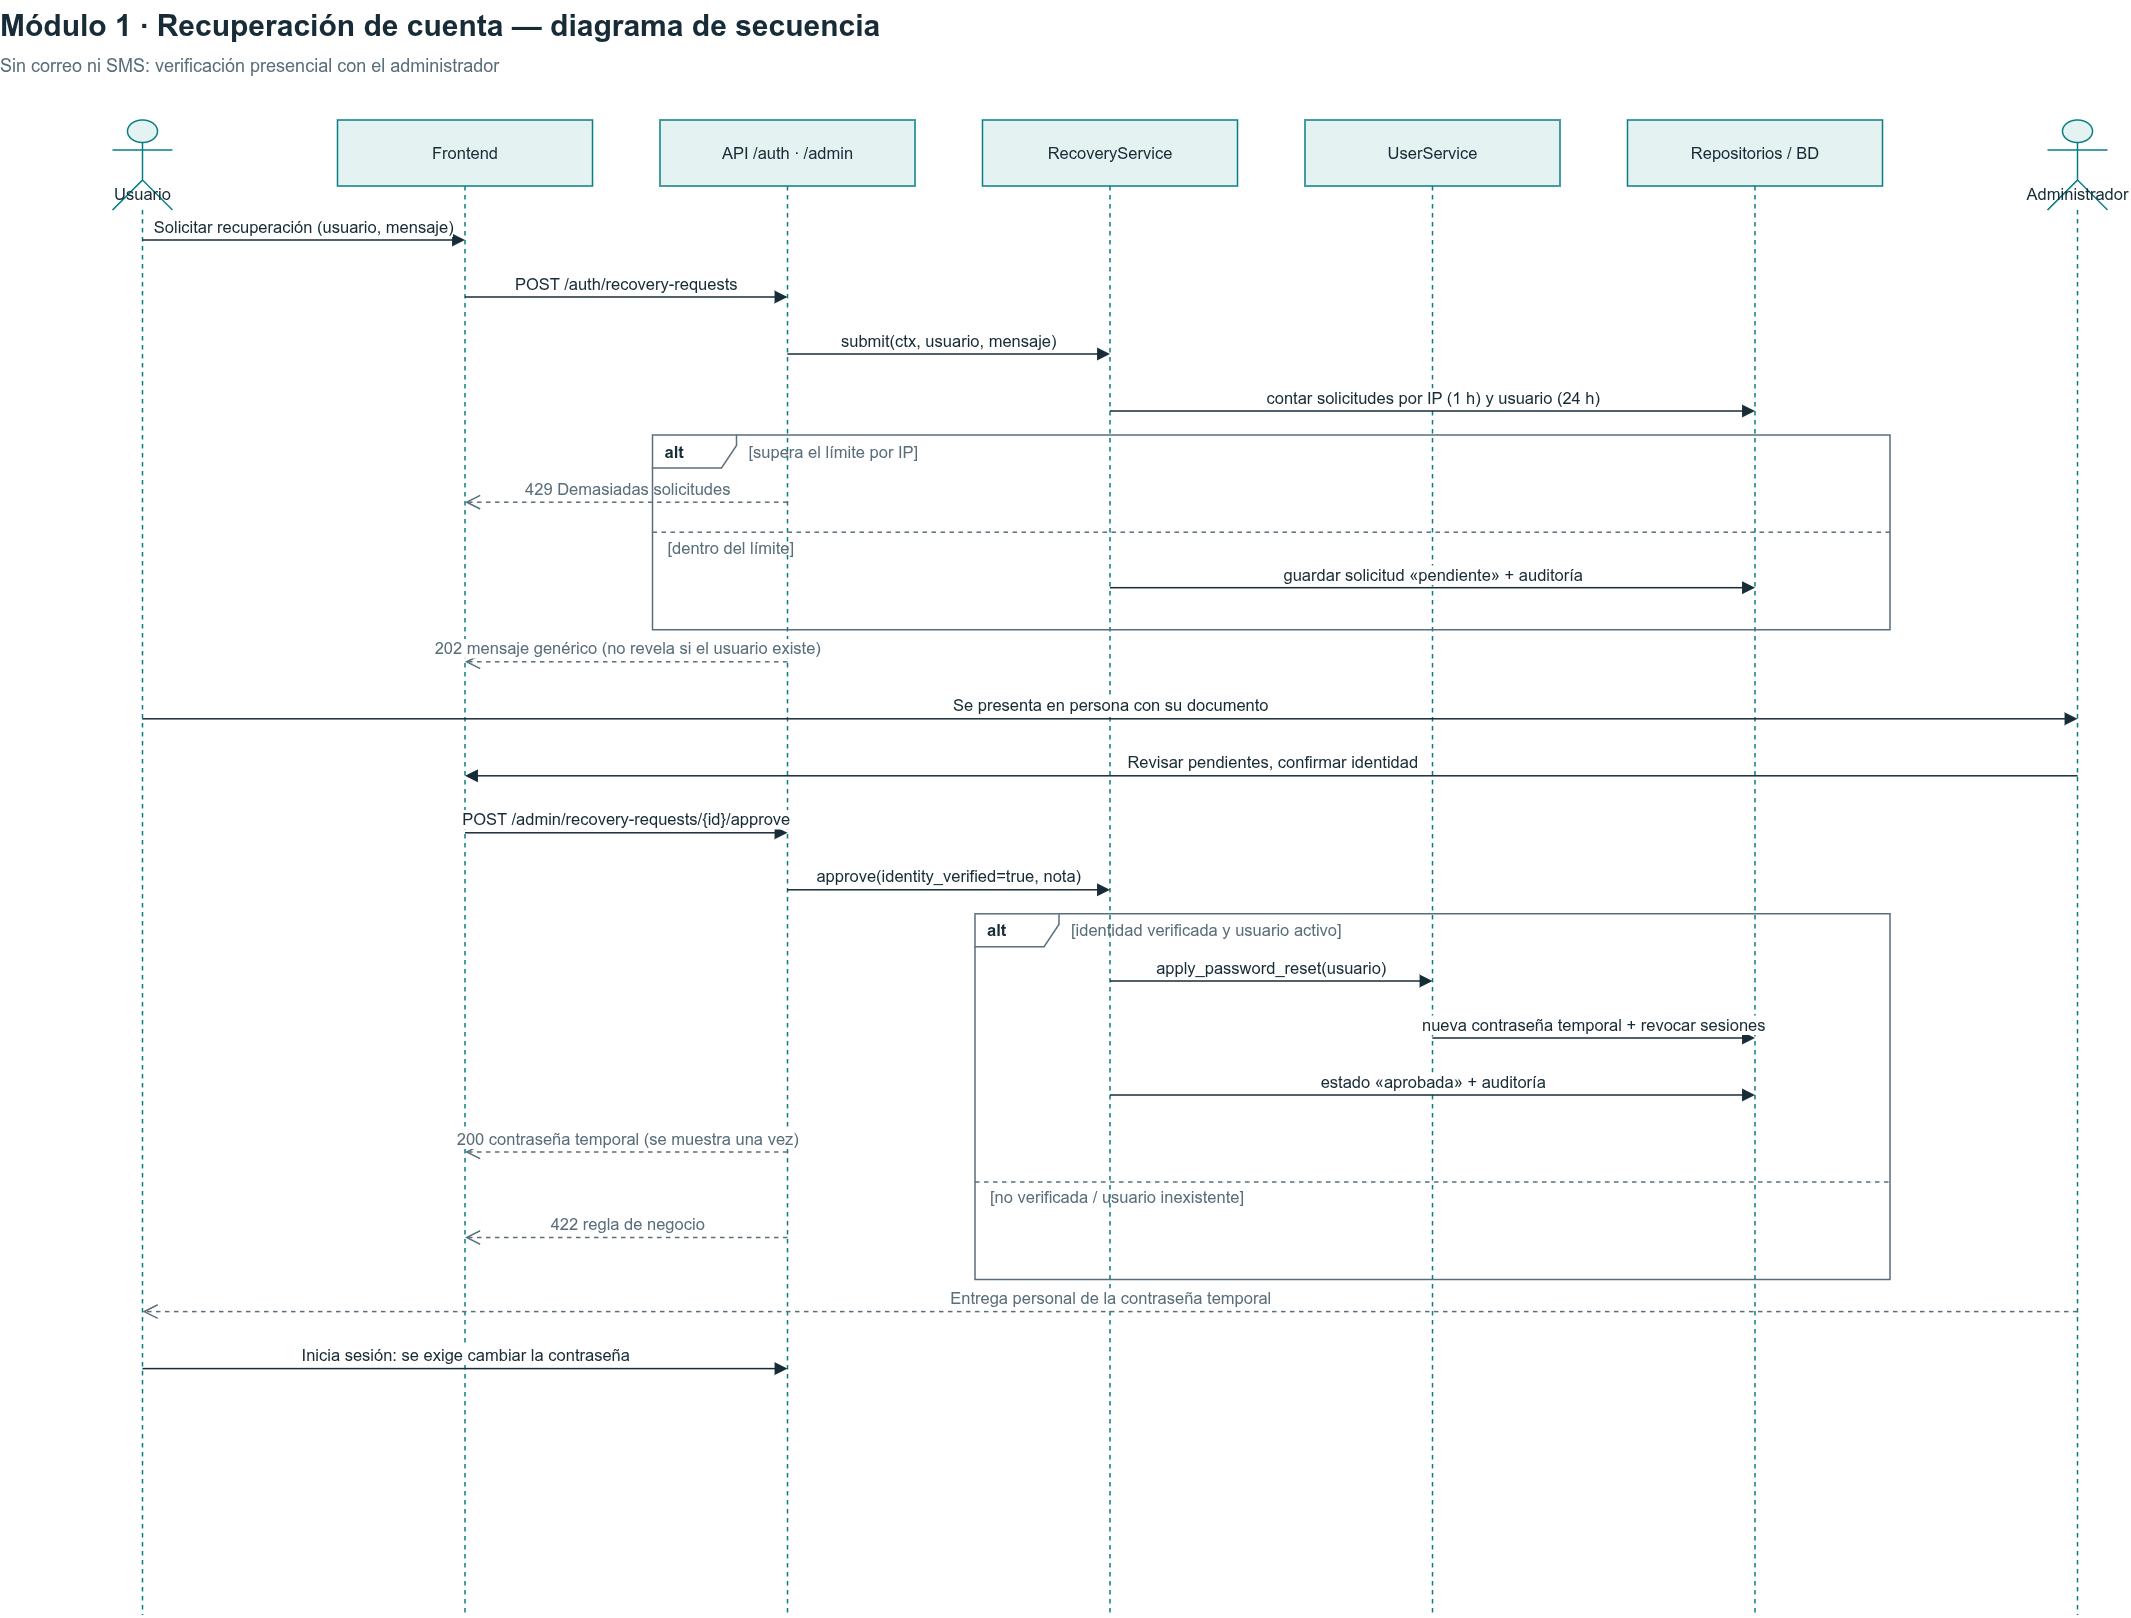 Módulo 1 · Recuperación de cuenta — diagrama de secuencia
Sin correo ni SMS: verificación presencial con el administrador
Usuario
Frontend
API /auth · /admin
RecoveryService
UserService
Repositorios / BD
Administrador
Solicitar recuperación (usuario, mensaje)
POST /auth/recovery-requests
submit(ctx, usuario, mensaje)
contar solicitudes por IP (1 h) y usuario (24 h)
alt
[supera el límite por IP]
429 Demasiadas solicitudes
[dentro del límite]
guardar solicitud «pendiente» + auditoría
202 mensaje genérico (no revela si el usuario existe)
Se presenta en persona con su documento
Revisar pendientes, confirmar identidad
POST /admin/recovery-requests/{id}/approve
approve(identity_verified=true, nota)
alt
[identidad verificada y usuario activo]
apply_password_reset(usuario)
nueva contraseña temporal + revocar sesiones
estado «aprobada» + auditoría
200 contraseña temporal (se muestra una vez)
[no verificada / usuario inexistente]
422 regla de negocio
Entrega personal de la contraseña temporal
Inicia sesión: se exige cambiar la contraseña